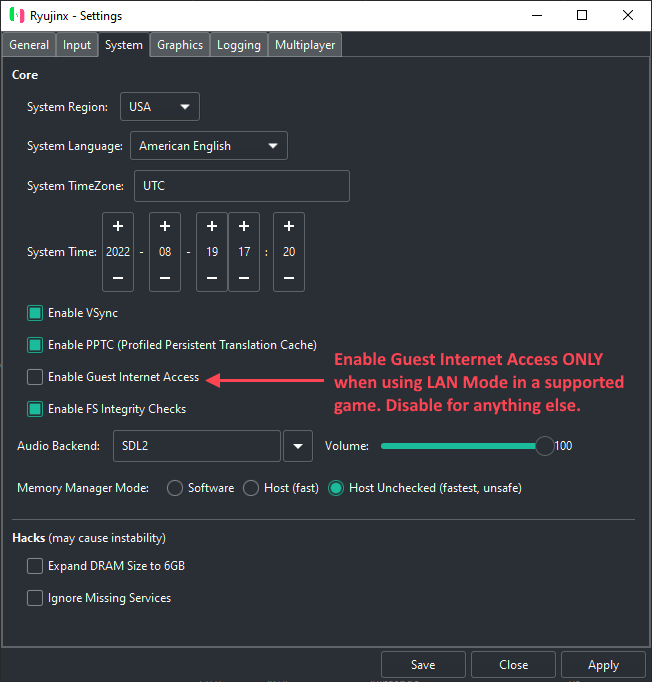 Ryujinx - Settings
General Input System Graphics Logging Multiplayer
Core
System Region: USA
System Language: American English
System TimeZone: UTC
+ + + + +
System Time: 2022 - 08 - 19 17 : 20
− − − − −
Enable VSync
Enable PPTC (Profiled Persistent Translation Cache)
Enable Guest Internet Access
Enable Guest Internet Access ONLY
when using LAN Mode in a supported
game. Disable for anything else.
Enable FS Integrity Checks
Audio Backend: SDL2 Volume: 100
Memory Manager Mode: Software Host (fast) Host Unchecked (fastest, unsafe)
Hacks (may cause instability)
Expand DRAM Size to 6GB
Ignore Missing Services
Save Close Apply